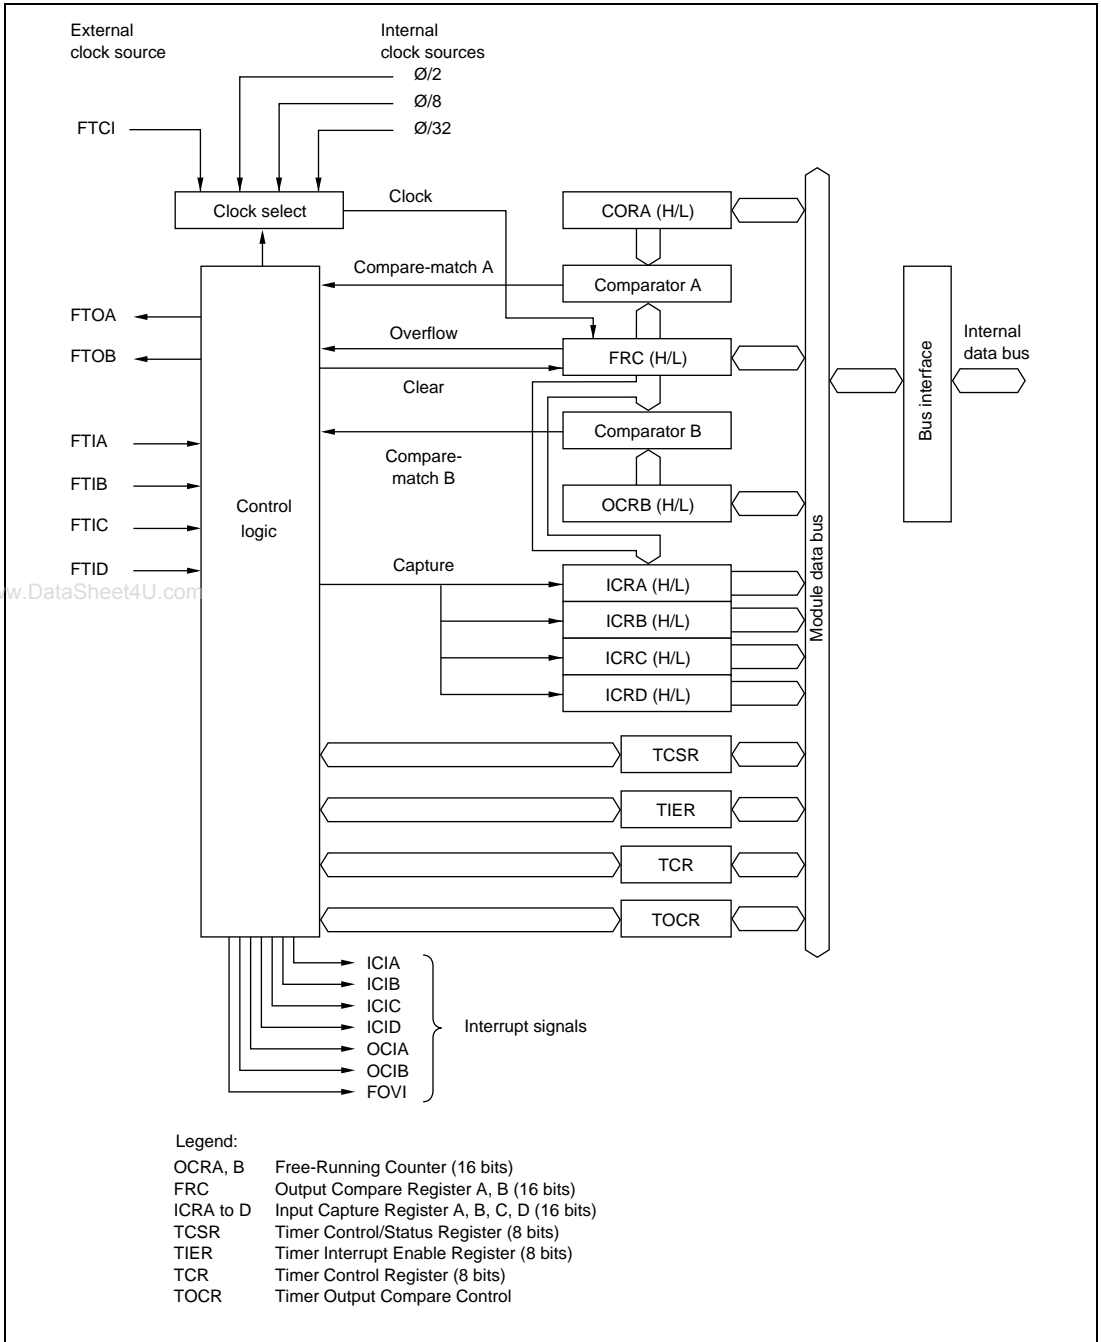 External
clock source
Internal
clock sources
Ø/2
Ø/8
FTCI
Ø/32
Clock select
Clock
CORA (H/L)
Compare-match A
Comparator A
FTOA
Overflow
FTOB
FRC (H/L)
Clear
Internal
data bus
Bus interface
FTIA
Comparator B
Compare-
match B
FTIB
Control
logic
OCRB (H/L)
FTIC
FTID
Capture
Module data bus
ICRA (H/L)
w.DataSheet4U.com
ICRB (H/L)
ICRC (H/L)
ICRD (H/L)
TCSR
TIER
TCR
TOCR
ICIA
ICIB
ICIC
ICID
Interrupt signals
OCIA
OCIB
FOVI
Legend:
OCRA, B Free-Running Counter (16 bits)
FRC Output Compare Register A, B (16 bits)
ICRA to D Input Capture Register A, B, C, D (16 bits)
TCSR Timer Control/Status Register (8 bits)
TIER Timer Interrupt Enable Register (8 bits)
TCR Timer Control Register (8 bits)
TOCR Timer Output Compare Control